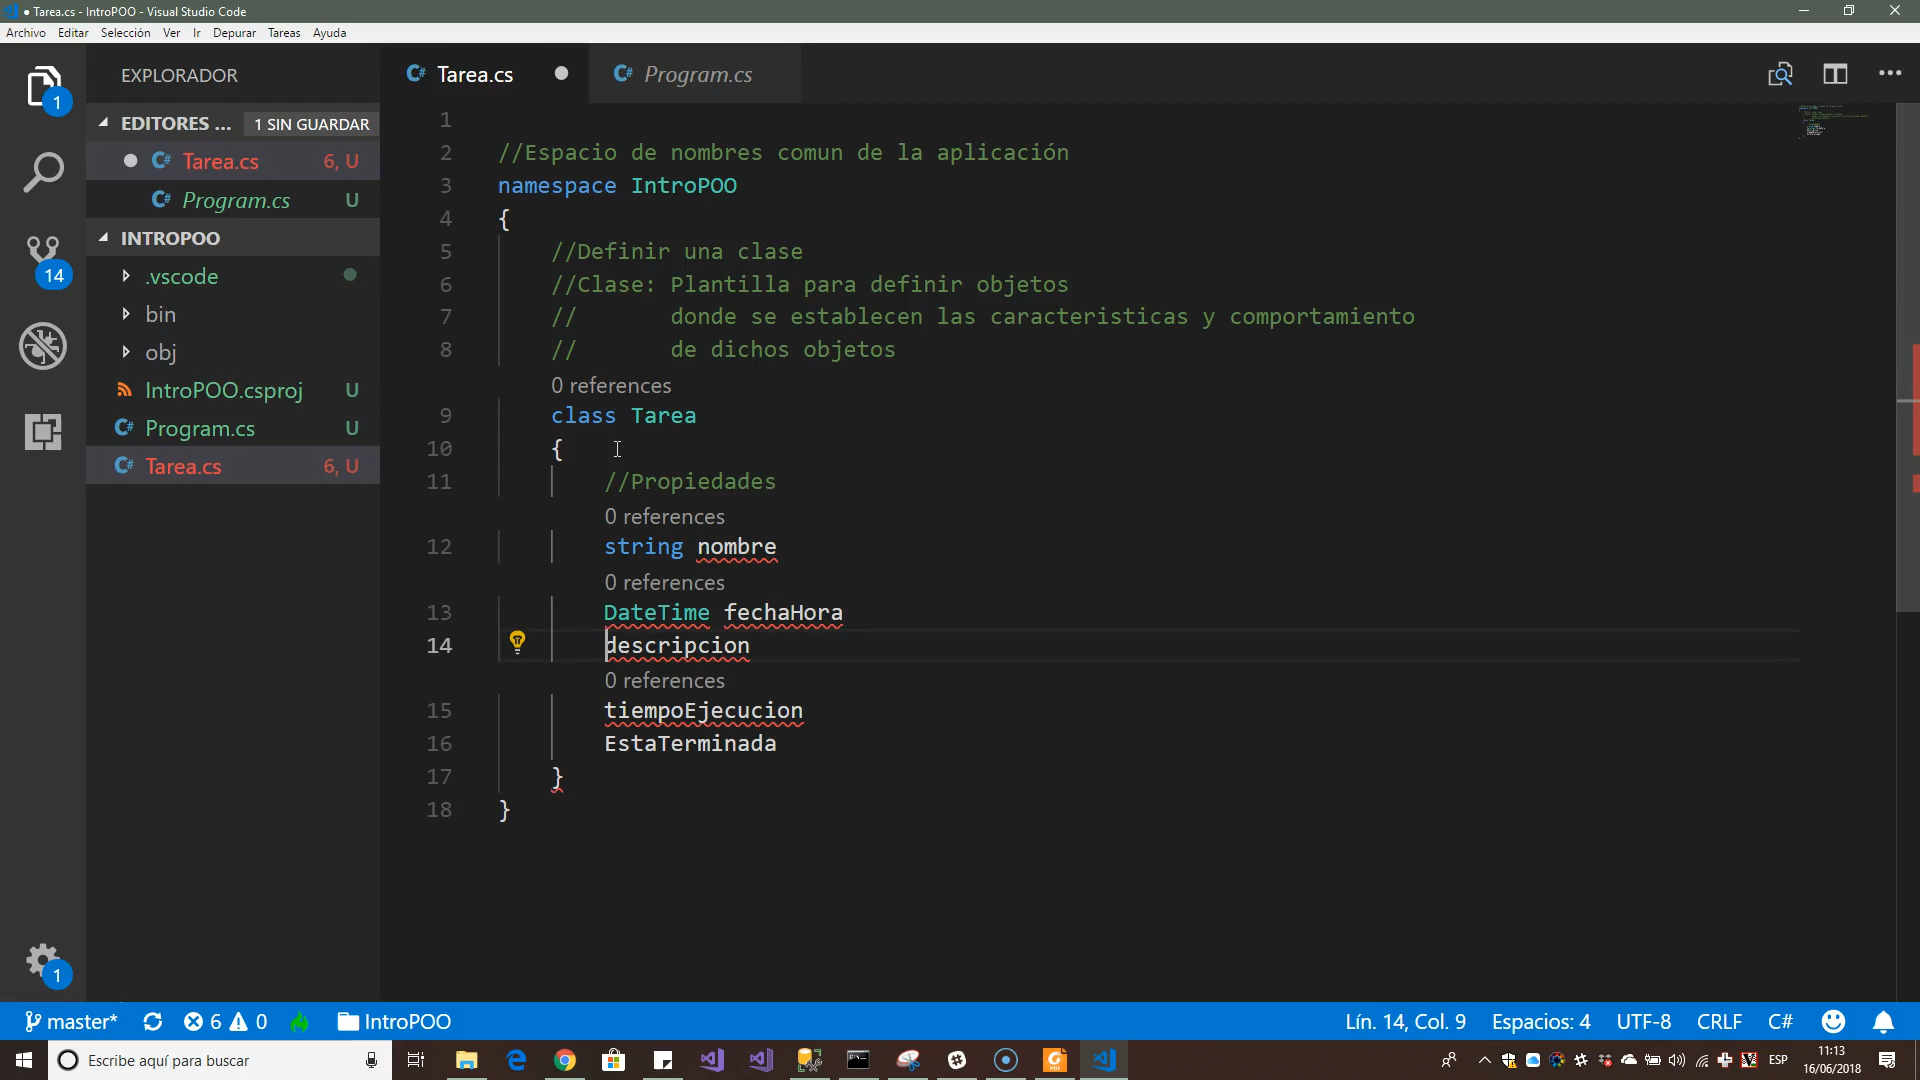 Tarea.cs - IntroPOO - Visual Studio Code
Archivo Editar Selección Ver Ir Depurar Tareas Ayuda
EXPLORADOR
1
EDITORES ... 1 SIN GUARDAR
Tarea.cs 6, U
Program.cs U
INTROPOO
14
.vscode
bin
obj
IntroPOO.csproj U
Program.cs U
Tarea.cs 6, U
1
Tarea.cs
Program.cs
1
2 //Espacio de nombres comun de la aplicación
3 namespace IntroPOO
4 {
5 //Definir una clase
6 //Clase: Plantilla para definir objetos
7 // donde se establecen las caracteristicas y comportamiento
8 // de dichos objetos
0 references
9 class Tarea
10 {
11 //Propiedades
0 references
12 string nombre
0 references
13 DateTime fechaHora
14 descripcion
0 references
15 tiempoEjecucion
16 EstaTerminada
17 }
18 }
master* 6 0 IntroPOO Lín. 14, Col. 9 Espacios: 4 UTF-8 CRLF C#
Escribe aquí para buscar
ESP
11:13
16/06/2018